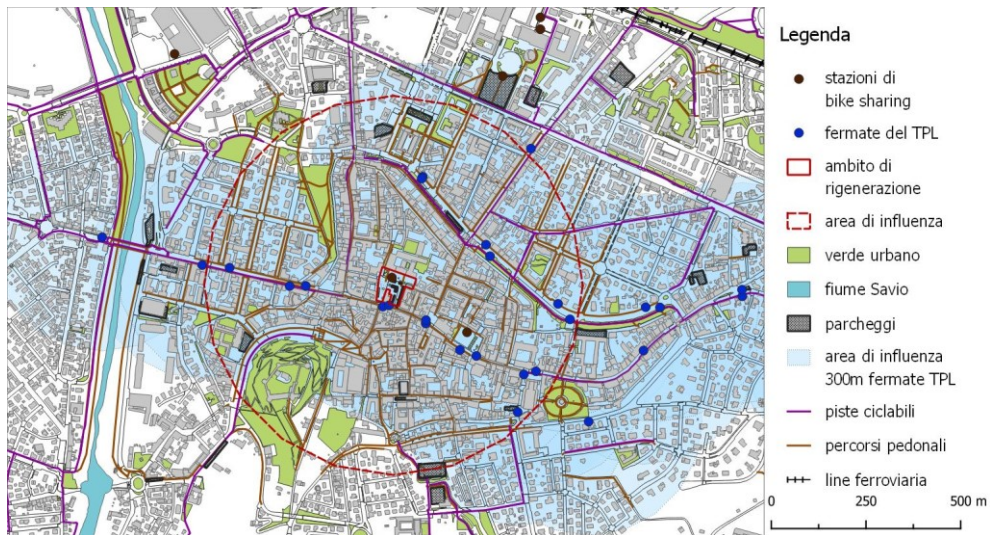 Legenda
stazioni di
bike sharing
fermate del TPL
ambito di
rigenerazione
area di influenza
verde urbano
fiume Savio
parcheggi
area di influenza
300m fermate TPL
piste ciclabili
percorsi pedonali
line ferroviaria
0 250 500 m